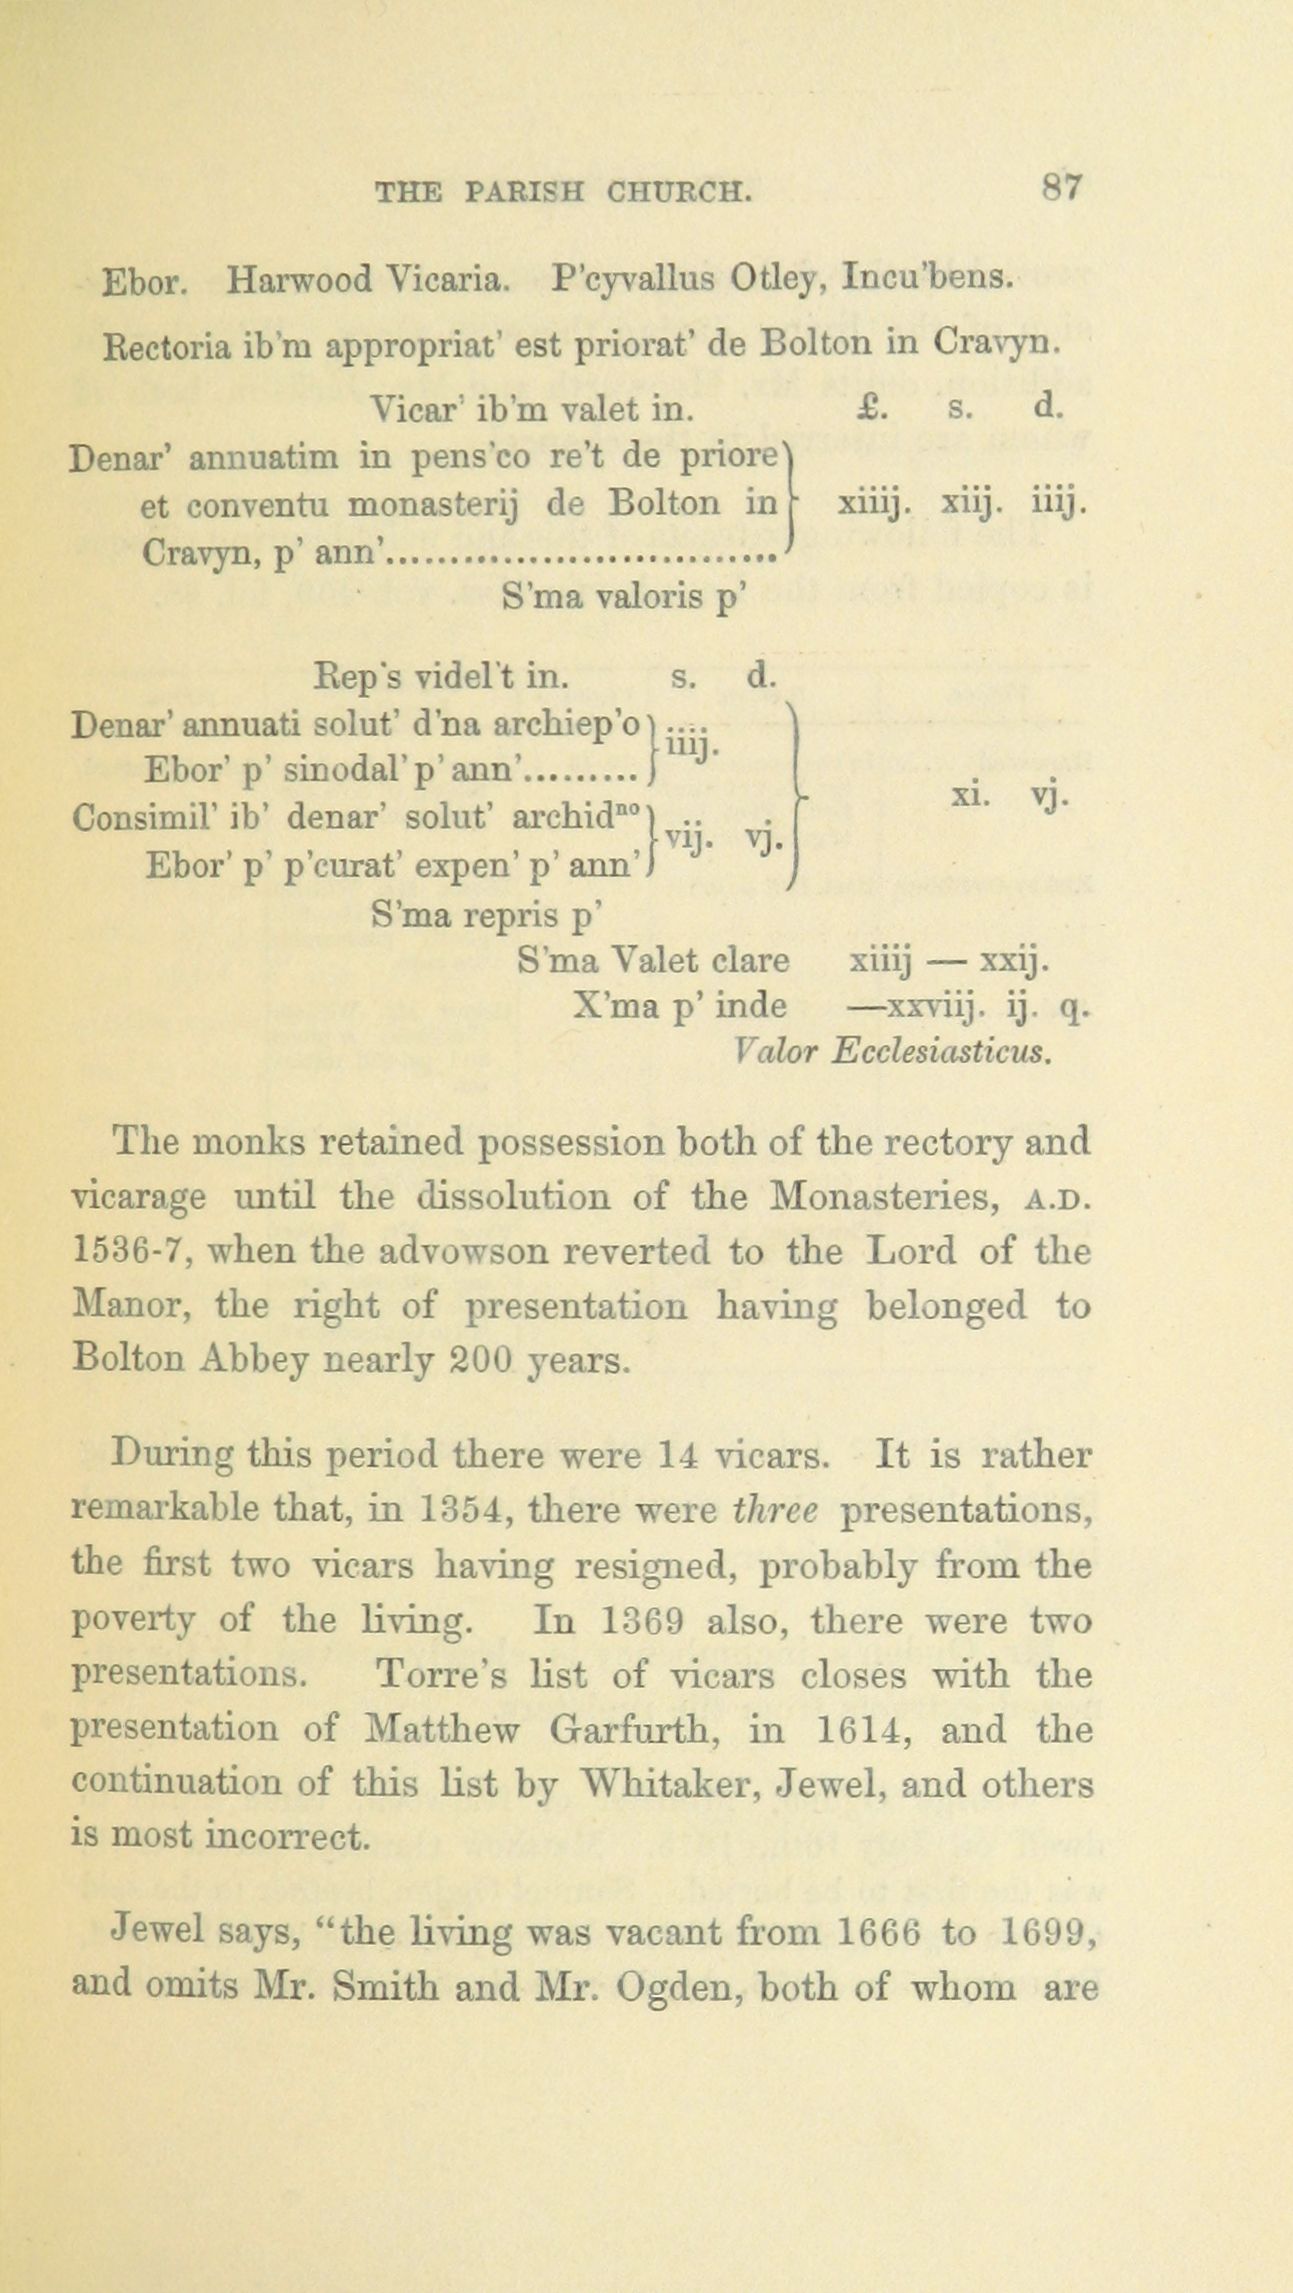 THE PARISH CHURCH. 87
Ebor. Harwood Vicaria. P'cyvallus Otley, Incu'bens.
Rectoria ib'm appropriat' est priorat' de Bolton in Cravyn.
Vicar' ib'm valet in. £. s. d.
Denar' annuatim in pens'co re't de priore
et conventu monasterij de Bolton in xiiij. xiij. iiij.
Cravyn, p' ann'.................................
S'ma valoris p'
Rep's videl't in. s. d.
Denar' annuati solut' d'na archiep'o
Ebor' p' sinodal' p' ann'......... iiij.
xi. vj.
Consimil' ib' denar' solut' archidⁿᵒ
Ebor' p' p'curat' expen' p' ann' vij. vj.
S'ma repris p'
S'ma Valet clare xiiij — xxij.
X'ma p' inde —xxviij. ij. q.
Valor Ecclesiasticus.
The monks retained possession both of the rectory and
vicarage until the dissolution of the Monasteries, A.D.
1536-7, when the advowson reverted to the Lord of the
Manor, the right of presentation having belonged to
Bolton Abbey nearly 200 years.
During this period there were 14 vicars. It is rather
remarkable that, in 1354, there were three presentations,
the first two vicars having resigned, probably from the
poverty of the living. In 1369 also, there were two
presentations. Torre's list of vicars closes with the
presentation of Matthew Garfurth, in 1614, and the
continuation of this list by Whitaker, Jewel, and others
is most incorrect.
Jewel says, “the living was vacant from 1666 to 1699,
and omits Mr. Smith and Mr. Ogden, both of whom are